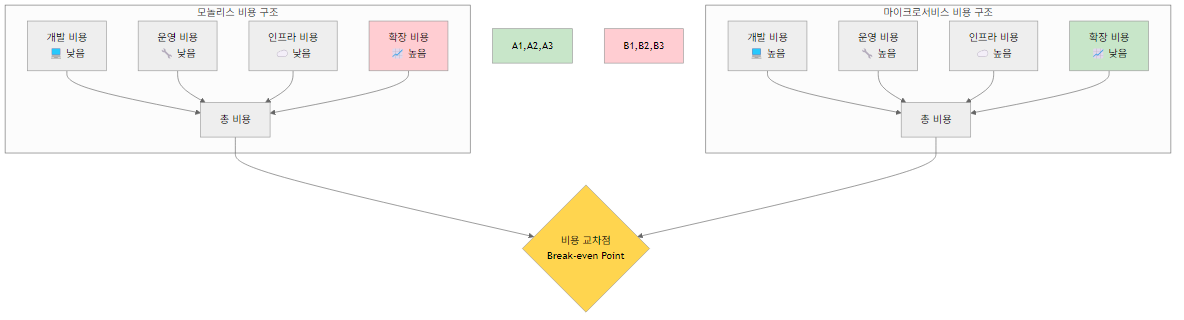 모놀리스 비용 구조
개발 비용
💻 낮음
운영 비용
🔧 낮음
인프라 비용
☁️ 낮음
확장 비용
📈 높음
총 비용
A1,A2,A3
B1,B2,B3
마이크로서비스 비용 구조
개발 비용
💻 높음
운영 비용
🔧 높음
인프라 비용
☁️ 높음
확장 비용
📈 낮음
총 비용
비용 교차점
Break-even Point